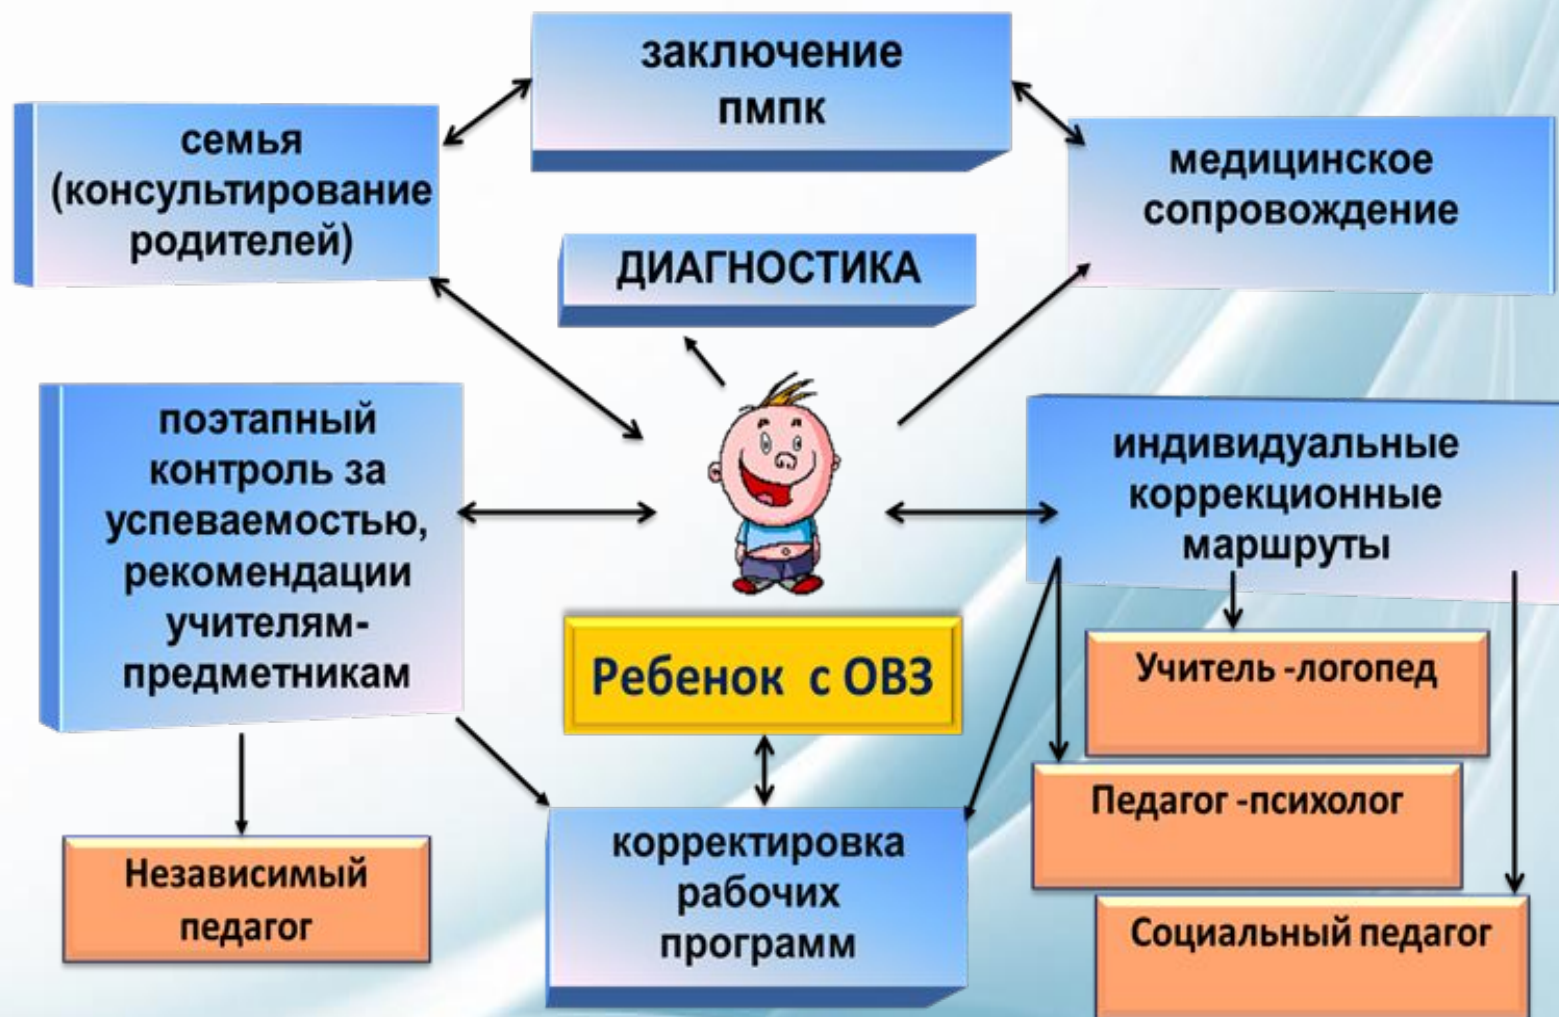 заключение
пмпк
семья
(консультирование
родителей)
медицинское
сопровождение
ДИАГНОСТИКА
поэтапный
контроль за
успеваемостью,
рекомендации
учителям-
предметникам
индивидуальные
коррекционные
маршруты
Ребенок с ОВЗ
Учитель -логопед
Педагог -психолог
Социальный педагог
Независимый
педагог
корректировка
рабочих
программ